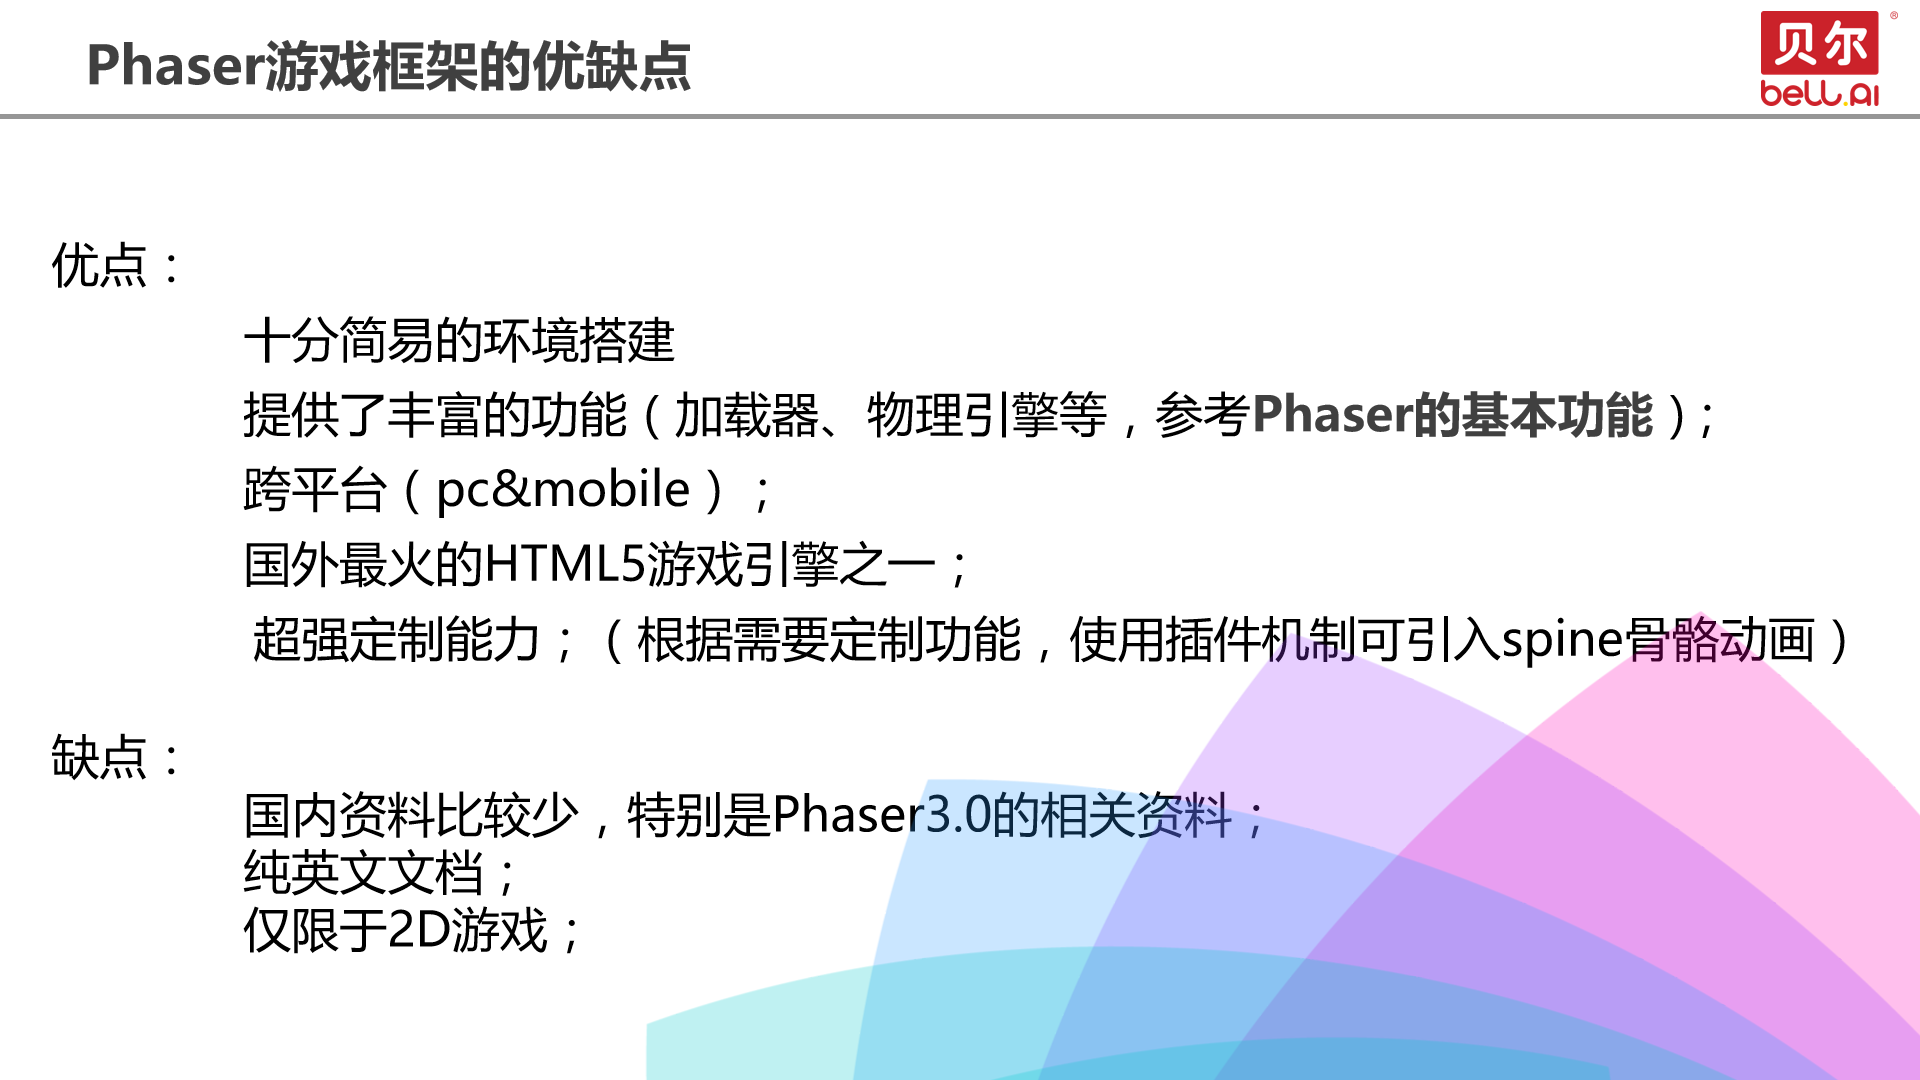 Phaser游戏框架的优缺点
贝尔
®
bell.ai
优点：
十分简易的环境搭建
提供了丰富的功能（加载器、物理引擎等，参考Phaser的基本功能）；
跨平台（pc&mobile）；
国外最火的HTML5游戏引擎之一；
超强定制能力；（根据需要定制功能，使用插件机制可引入spine骨骼动画）
缺点：
国内资料比较少，特别是Phaser3.0的相关资料；
纯英文文档；
仅限于2D游戏；